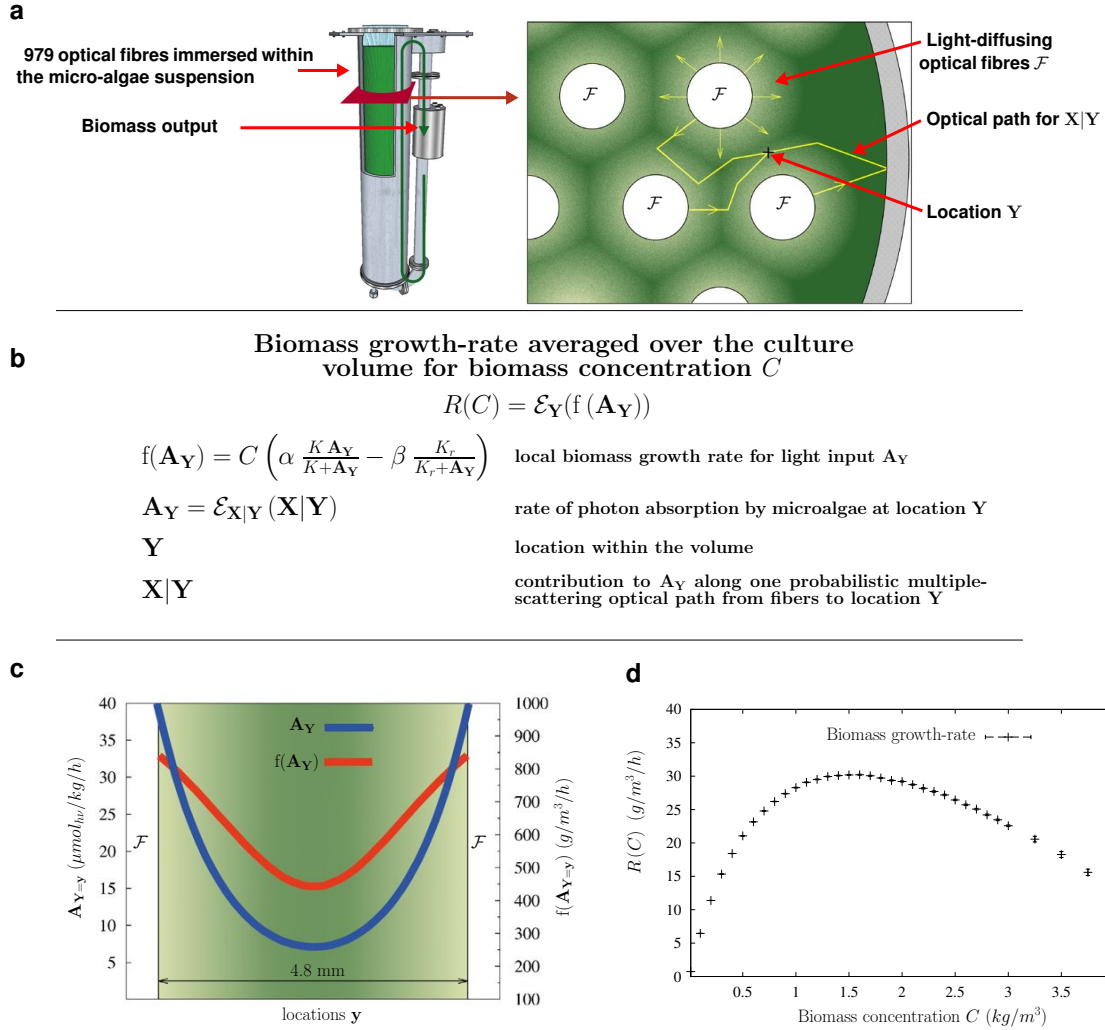 a
979 optical fibres immersed within
the micro-algae suspension
Biomass output
ℱ
ℱ
ℱ
ℱ
Light-diffusing
optical fibres ℱ
Optical path for X|Y
Location Y
b
Biomass growth-rate averaged over the culture
volume for biomass concentration C
R(C) = ℰ_Y(f (A_Y))
f(A_Y) = C (α K A_Y / (K+A_Y) − β K_r / (K_r+A_Y)) local biomass growth rate for light input A_Y
A_Y = ℰ_X|Y (X|Y) rate of photon absorption by microalgae at location Y
Y location within the volume
X|Y contribution to A_Y along one probabilistic multiple-
scattering optical path from fibers to location Y
c
A_Y=y (μmol_hν/kg/h)
40
35
30
25
20
15
10
5
A_Y
f(A_Y)
ℱ
ℱ
4.8 mm
locations y
1000
900
800
700
600
500
400
300
200
100
f(A_Y=y) (g/m³/h)
d
R(C) (g/m³/h)
40
35
30
25
20
15
10
5
0
Biomass growth-rate
0.5 1 1.5 2 2.5 3 3.5
Biomass concentration C (kg/m³)